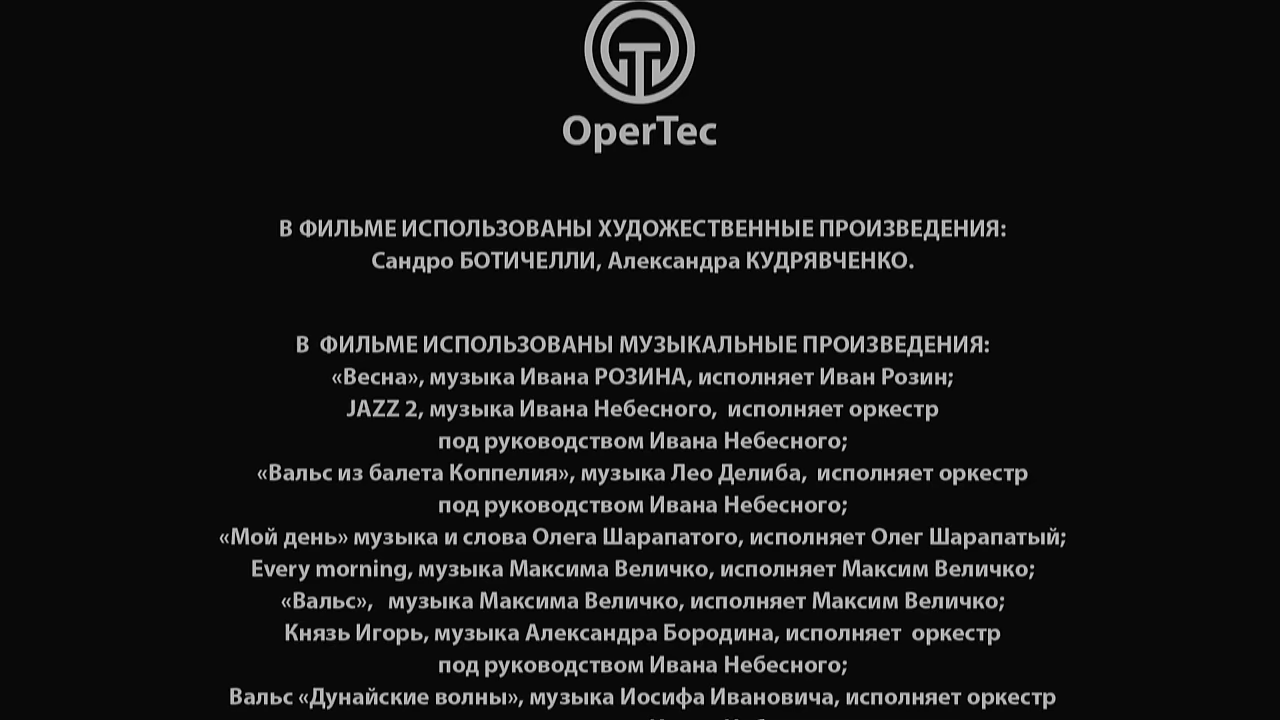 OperTec
В ФИЛЬМЕ ИСПОЛЬЗОВАНЫ ХУДОЖЕСТВЕННЫЕ ПРОИЗВЕДЕНИЯ:
Сандро БОТИЧЕЛЛИ, Александра КУДРЯВЧЕНКО.
В ФИЛЬМЕ ИСПОЛЬЗОВАНЫ МУЗЫКАЛЬНЫЕ ПРОИЗВЕДЕНИЯ:
«Весна», музыка Ивана РОЗИНА, исполняет Иван Розин;
JAZZ 2, музыка Ивана Небесного, исполняет оркестр
под руководством Ивана Небесного;
«Вальс из балета Коппелия», музыка Лео Делиба, исполняет оркестр
под руководством Ивана Небесного;
«Мой день» музыка и слова Олега Шарапатого, исполняет Олег Шарапатый;
Every morning, музыка Максима Величко, исполняет Максим Величко;
«Вальс», музыка Максима Величко, исполняет Максим Величко;
Князь Игорь, музыка Александра Бородина, исполняет оркестр
под руководством Ивана Небесного;
Вальс «Дунайские волны», музыка Иосифа Ивановича, исполняет оркестр